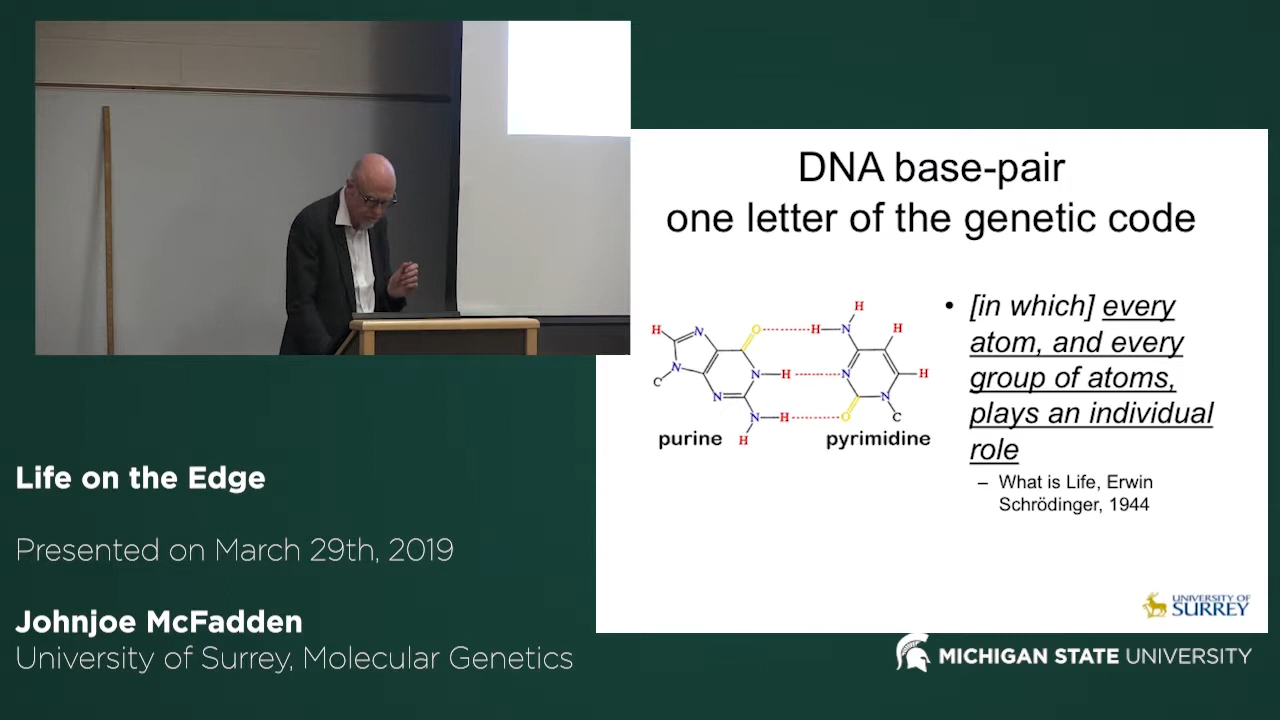 DNA base-pair
one letter of the genetic code
• [in which] every
atom, and every
group of atoms,
plays an individual
role
– What is Life, Erwin
Schrödinger, 1944
H N O H N H H
N H N H
N C N N
N H O C
H
purine pyrimidine
UNIVERSITY OF
SURREY
Life on the Edge
Presented on March 29th, 2019
Johnjoe McFadden
University of Surrey, Molecular Genetics
MICHIGAN STATE UNIVERSITY